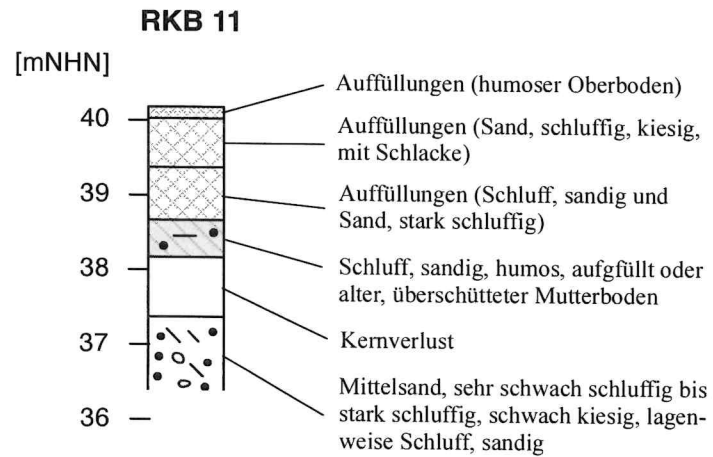 RKB 11
[mNHN]
40
39
38
37
36
Auffüllungen (humoser Oberboden)
Auffüllungen (Sand, schluffig, kiesig,
mit Schlacke)
Auffüllungen (Schluff, sandig und
Sand, stark schluffig)
Schluff, sandig, humos, aufgfüllt oder
alter, überschütteter Mutterboden
Kernverlust
Mittelsand, sehr schwach schluffig bis
stark schluffig, schwach kiesig, lagen-
weise Schluff, sandig